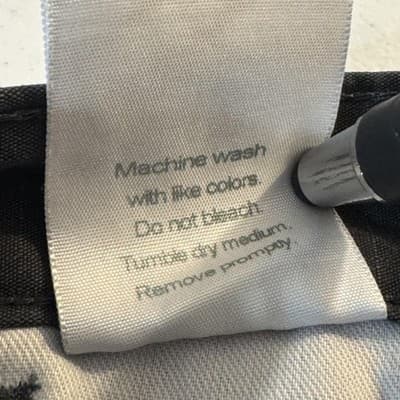 Machine wash
with like colors.
Do not bleach.
Tumble dry medium.
Remove promptly.